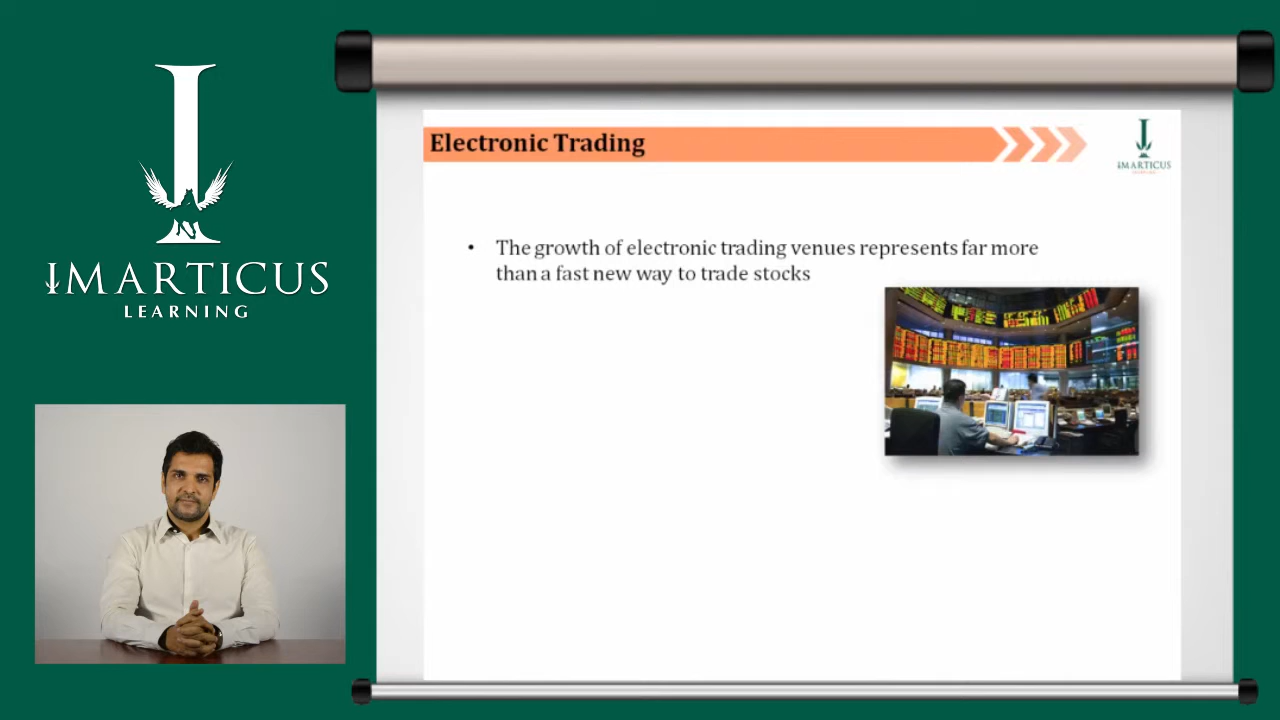 IMARTICUS
LEARNING
Electronic Trading
IMARTICUS
• The growth of electronic trading venues represents far more
than a fast new way to trade stocks